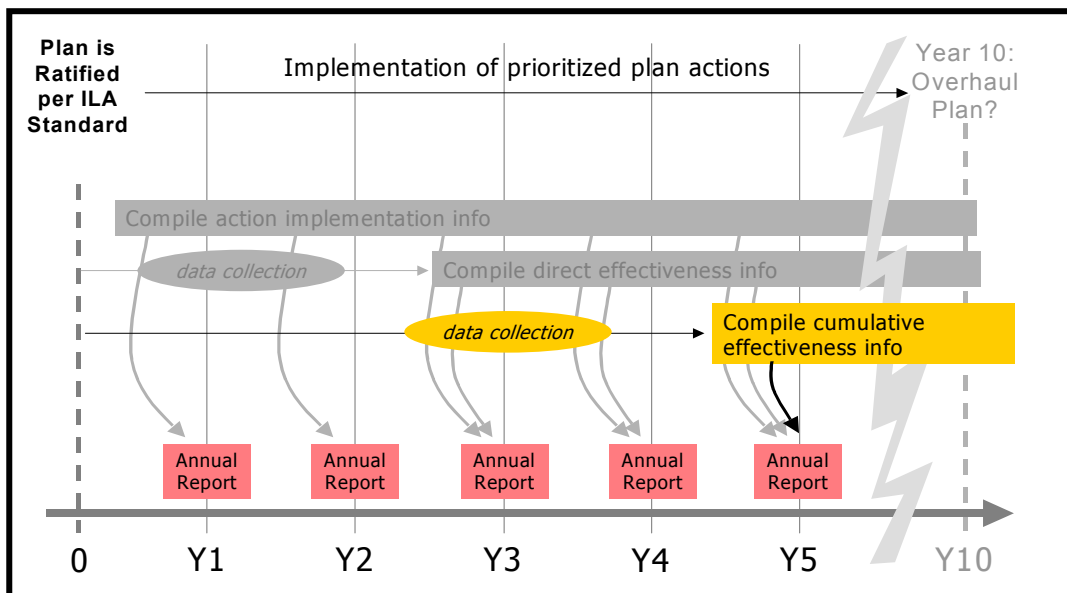 Plan is
Ratified
per ILA
Standard
Implementation of prioritized plan actions
Year 10:
Overhaul
Plan?
Compile action implementation info
data collection
Compile direct effectiveness info
data collection
Compile cumulative
effectiveness info
Annual
Report
Annual
Report
Annual
Report
Annual
Report
Annual
Report
0
Y1
Y2
Y3
Y4
Y5
Y10